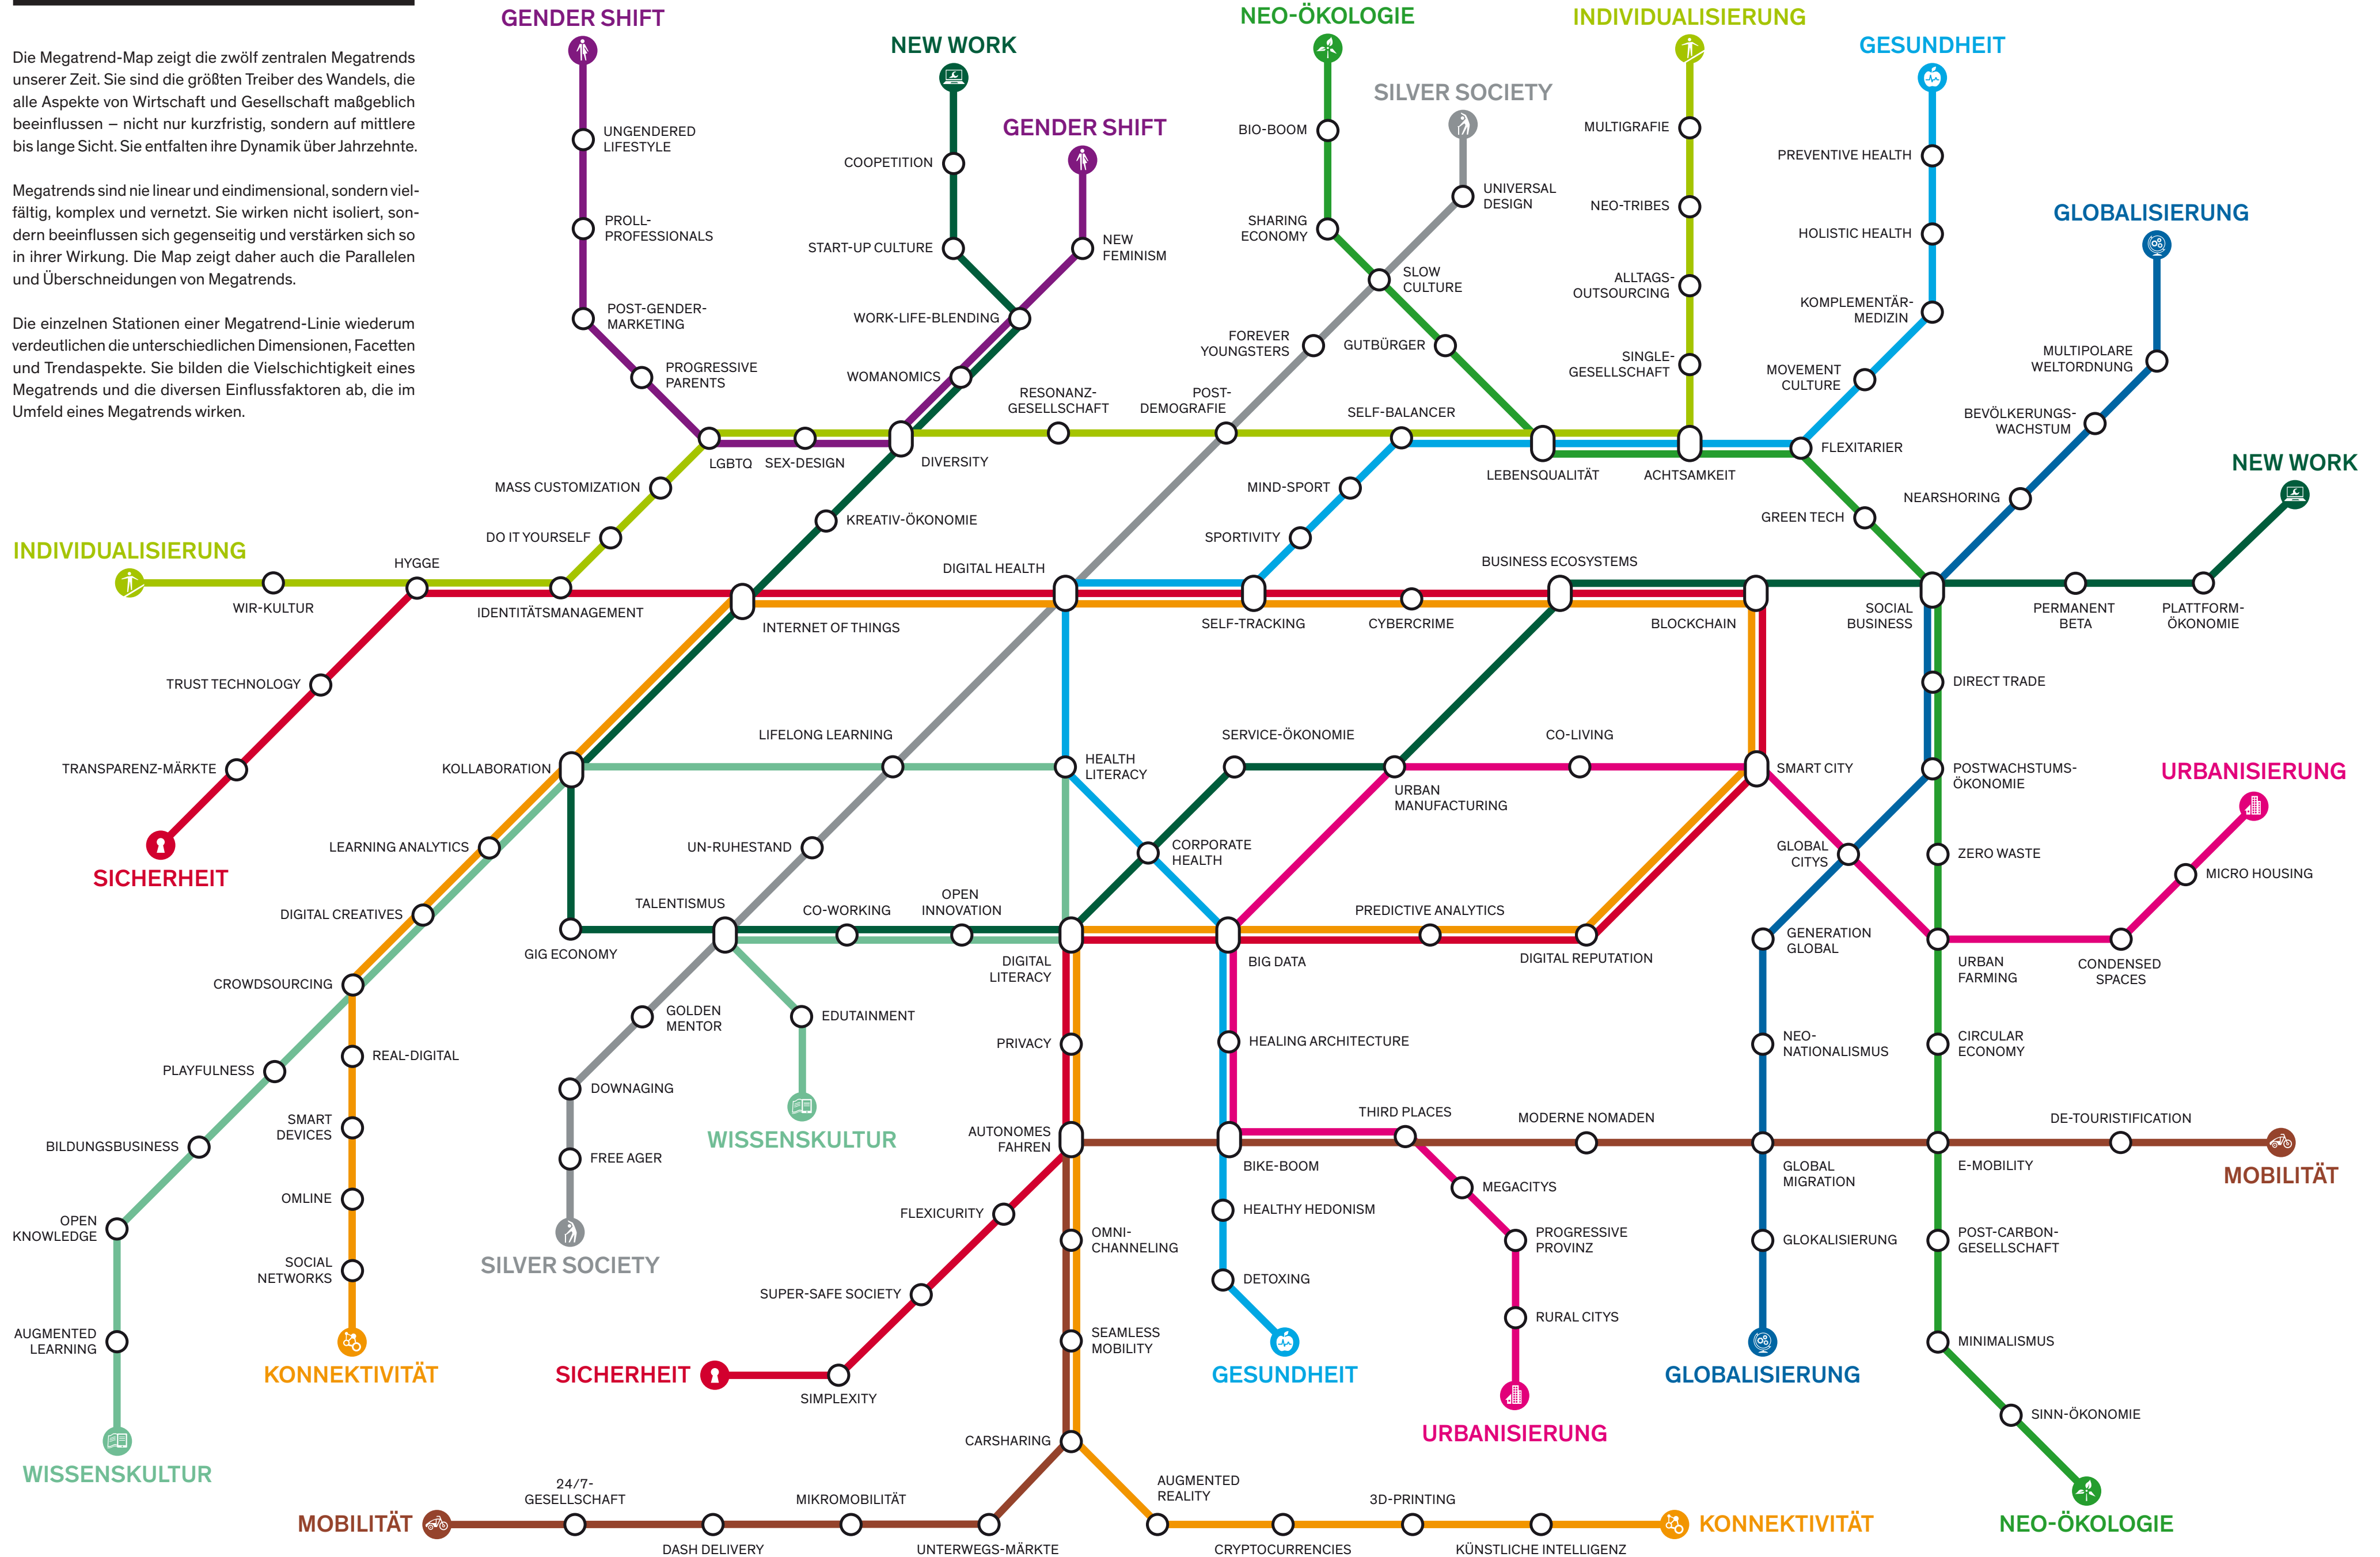 Die Megatrend-Map zeigt die zwölf zentralen Megatrends
unserer Zeit. Sie sind die größten Treiber des Wandels, die
alle Aspekte von Wirtschaft und Gesellschaft maßgeblich
beeinflussen – nicht nur kurzfristig, sondern auf mittlere
bis lange Sicht. Sie entfalten ihre Dynamik über Jahrzehnte.
Megatrends sind nie linear und eindimensional, sondern viel-
fältig, komplex und vernetzt. Sie wirken nicht isoliert, son-
dern beeinflussen sich gegenseitig und verstärken sich so
in ihrer Wirkung. Die Map zeigt daher auch die Parallelen
und Überschneidungen von Megatrends.
Die einzelnen Stationen einer Megatrend-Linie wiederum
verdeutlichen die unterschiedlichen Dimensionen, Facetten
und Trendaspekte. Sie bilden die Vielschichtigkeit eines
Megatrends und die diversen Einflussfaktoren ab, die im
Umfeld eines Megatrends wirken.
GENDER SHIFT
NEW WORK
GENDER SHIFT
NEO-ÖKOLOGIE
SILVER SOCIETY
INDIVIDUALISIERUNG
GESUNDHEIT
GLOBALISIERUNG
UNGENDERED
LIFESTYLE
PROLL-
PROFESSIONALS
POST-GENDER-
MARKETING
PROGRESSIVE
PARENTS
COOPETITION
START-UP CULTURE
NEW
FEMINISM
WORK-LIFE-BLENDING
WOMANOMICS
BIO-BOOM
SHARING
ECONOMY
UNIVERSAL
DESIGN
SLOW
CULTURE
FOREVER
YOUNGSTERS
GUTBÜRGER
MULTIGRAFIE
NEO-TRIBES
ALLTAGS-
OUTSOURCING
SINGLE-
GESELLSCHAFT
PREVENTIVE HEALTH
HOLISTIC HEALTH
KOMPLEMENTÄR-
MEDIZIN
MOVEMENT
CULTURE
MULTIPOLARE
WELTORDNUNG
BEVÖLKERUNGS-
WACHSTUM
NEARSHORING
LGBTQ
SEX-DESIGN
DIVERSITY
RESONANZ-
GESELLSCHAFT
POST-
DEMOGRAFIE
SELF-BALANCER
LEBENSQUALITÄT
ACHTSAMKEIT
FLEXITARIER
GREEN TECH
NEW WORK
MASS CUSTOMIZATION
DO IT YOURSELF
KREATIV-ÖKONOMIE
MIND-SPORT
SPORTIVITY
INDIVIDUALISIERUNG
WIR-KULTUR
HYGGE
IDENTITÄTSMANAGEMENT
INTERNET OF THINGS
DIGITAL HEALTH
SELF-TRACKING
CYBERCRIME
BUSINESS ECOSYSTEMS
BLOCKCHAIN
SOCIAL
BUSINESS
PERMANENT
BETA
PLATTFORM-
ÖKONOMIE
TRUST TECHNOLOGY
TRANSPARENZ-MÄRKTE
SICHERHEIT
DIRECT TRADE
KOLLABORATION
LIFELONG LEARNING
HEALTH
LITERACY
SERVICE-ÖKONOMIE
URBAN
MANUFACTURING
CO-LIVING
SMART CITY
POSTWACHSTUMS-
ÖKONOMIE
URBANISIERUNG
LEARNING ANALYTICS
UN-RUHESTAND
CORPORATE
HEALTH
GLOBAL
CITYS
ZERO WASTE
MICRO HOUSING
DIGITAL CREATIVES
GIG ECONOMY
TALENTISMUS
CO-WORKING
OPEN
INNOVATION
DIGITAL
LITERACY
BIG DATA
PREDICTIVE ANALYTICS
DIGITAL REPUTATION
GENERATION
GLOBAL
URBAN
FARMING
CONDENSED
SPACES
CROWDSOURCING
GOLDEN
MENTOR
EDUTAINMENT
PRIVACY
HEALING ARCHITECTURE
NEO-
NATIONALISMUS
CIRCULAR
ECONOMY
PLAYFULNESS
REAL-DIGITAL
DOWNAGING
WISSENSKULTUR
BILDUNGSBUSINESS
SMART
DEVICES
FREE AGER
AUTONOMES
FAHREN
BIKE-BOOM
THIRD PLACES
MODERNE NOMADEN
GLOBAL
MIGRATION
E-MOBILITY
DE-TOURISTIFICATION
MOBILITÄT
OPEN
KNOWLEDGE
OMLINE
SILVER SOCIETY
FLEXICURITY
OMNI-
CHANNELING
HEALTHY HEDONISM
MEGACITYS
PROGRESSIVE
PROVINZ
GLOKALISIERUNG
POST-CARBON-
GESELLSCHAFT
SOCIAL
NETWORKS
SUPER-SAFE SOCIETY
DETOXING
RURAL CITYS
AUGMENTED
LEARNING
KONNEKTIVITÄT
SICHERHEIT
SIMPLEXITY
SEAMLESS
MOBILITY
GESUNDHEIT
URBANISIERUNG
GLOBALISIERUNG
MINIMALISMUS
SINN-ÖKONOMIE
WISSENSKULTUR
CARSHARING
MOBILITÄT
24/7-
GESELLSCHAFT
DASH DELIVERY
MIKROMOBILITÄT
UNTERWEGS-MÄRKTE
AUGMENTED
REALITY
CRYPTOCURRENCIES
3D-PRINTING
KÜNSTLICHE INTELLIGENZ
KONNEKTIVITÄT
NEO-ÖKOLOGIE